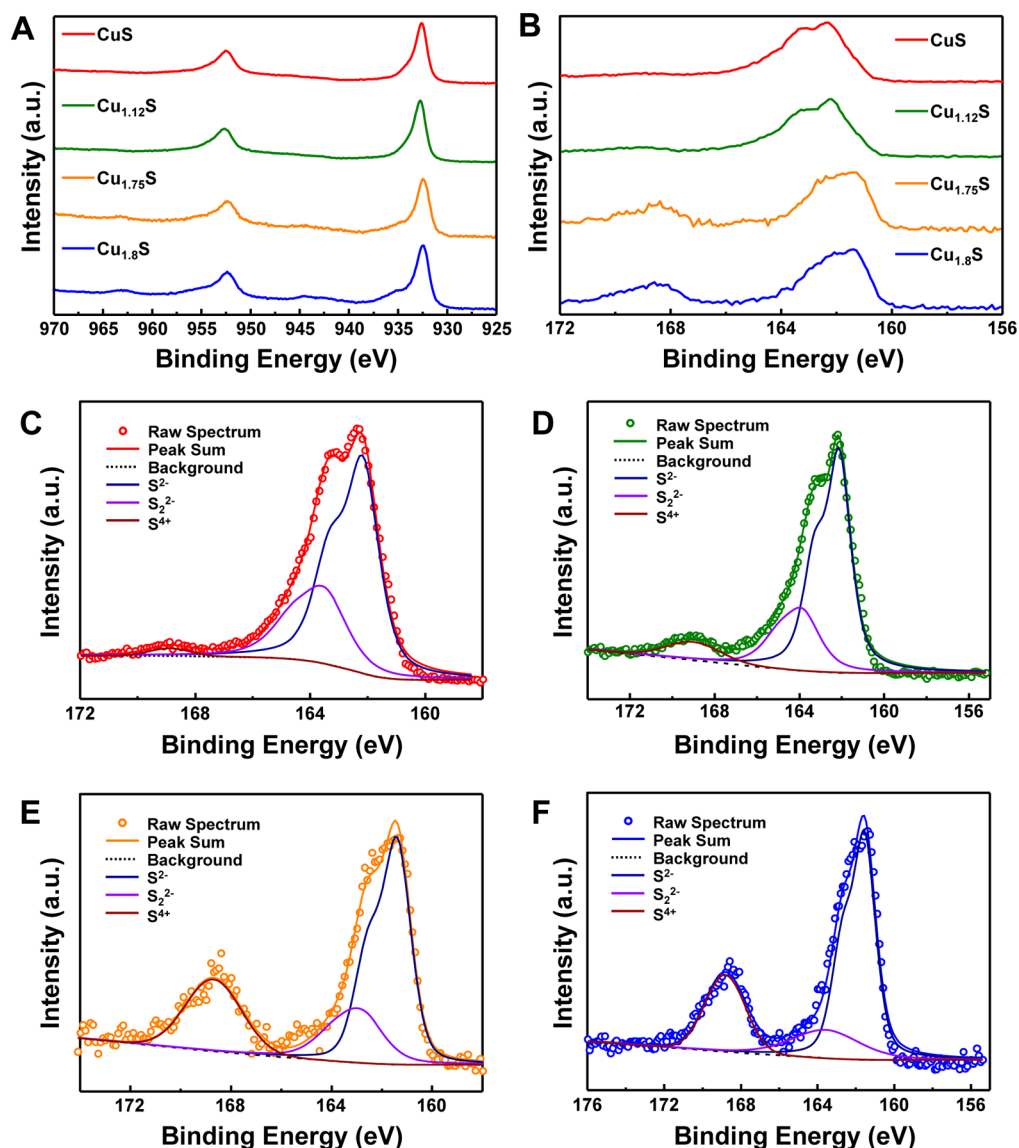 A
CuS
Cu1.12S
Cu1.75S
Cu1.8S
Intensity (a.u.)
970 965 960 955 950 945 940 935 930 925
Binding Energy (eV)
B
CuS
Cu1.12S
Cu1.75S
Cu1.8S
Intensity (a.u.)
172 168 164 160 156
Binding Energy (eV)
C
Raw Spectrum
Peak Sum
Background
S²⁻
S₂²⁻
S⁴⁺
Intensity (a.u.)
172 168 164 160
Binding Energy (eV)
D
Raw Spectrum
Peak Sum
Background
S²⁻
S₂²⁻
S⁴⁺
Intensity (a.u.)
172 168 164 160 156
Binding Energy (eV)
E
Raw Spectrum
Peak Sum
Background
S²⁻
S₂²⁻
S⁴⁺
Intensity (a.u.)
172 168 164 160
Binding Energy (eV)
F
Raw Spectrum
Peak Sum
Background
S²⁻
S₂²⁻
S⁴⁺
Intensity (a.u.)
176 172 168 164 160 156
Binding Energy (eV)